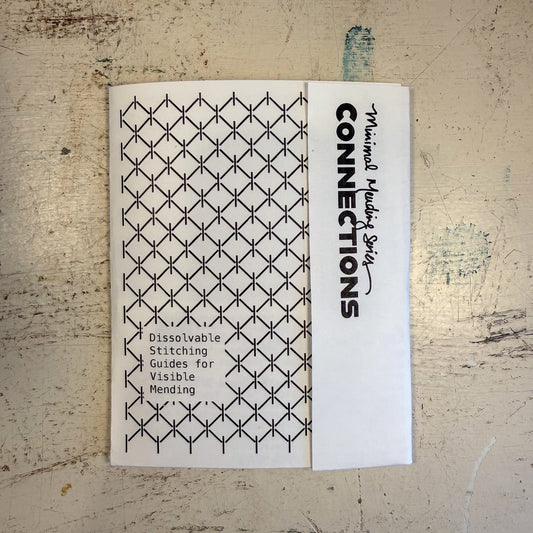 Minimal Mending Series
CONNECTIONS
Dissolvable
Stitching
Guides for
Visible
Mending